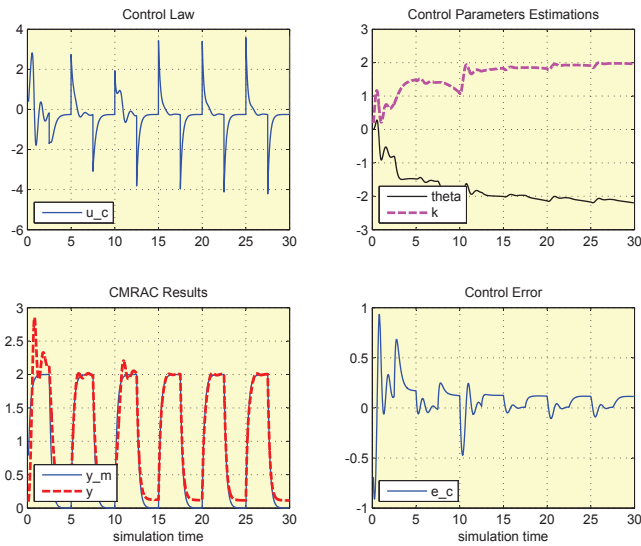 Control Law
4
2
0
-2
-4
-6
0 5 10 15 20 25 30
u_c
Control Parameters Estimations
3
2
1
0
-1
-2
-3
0 5 10 15 20 25 30
theta
k
CMRAC Results
3
2.5
2
1.5
1
0.5
0
0 5 10 15 20 25 30
y_m
y
simulation time
Control Error
1
0.5
0
-0.5
-1
0 5 10 15 20 25 30
e_c
simulation time